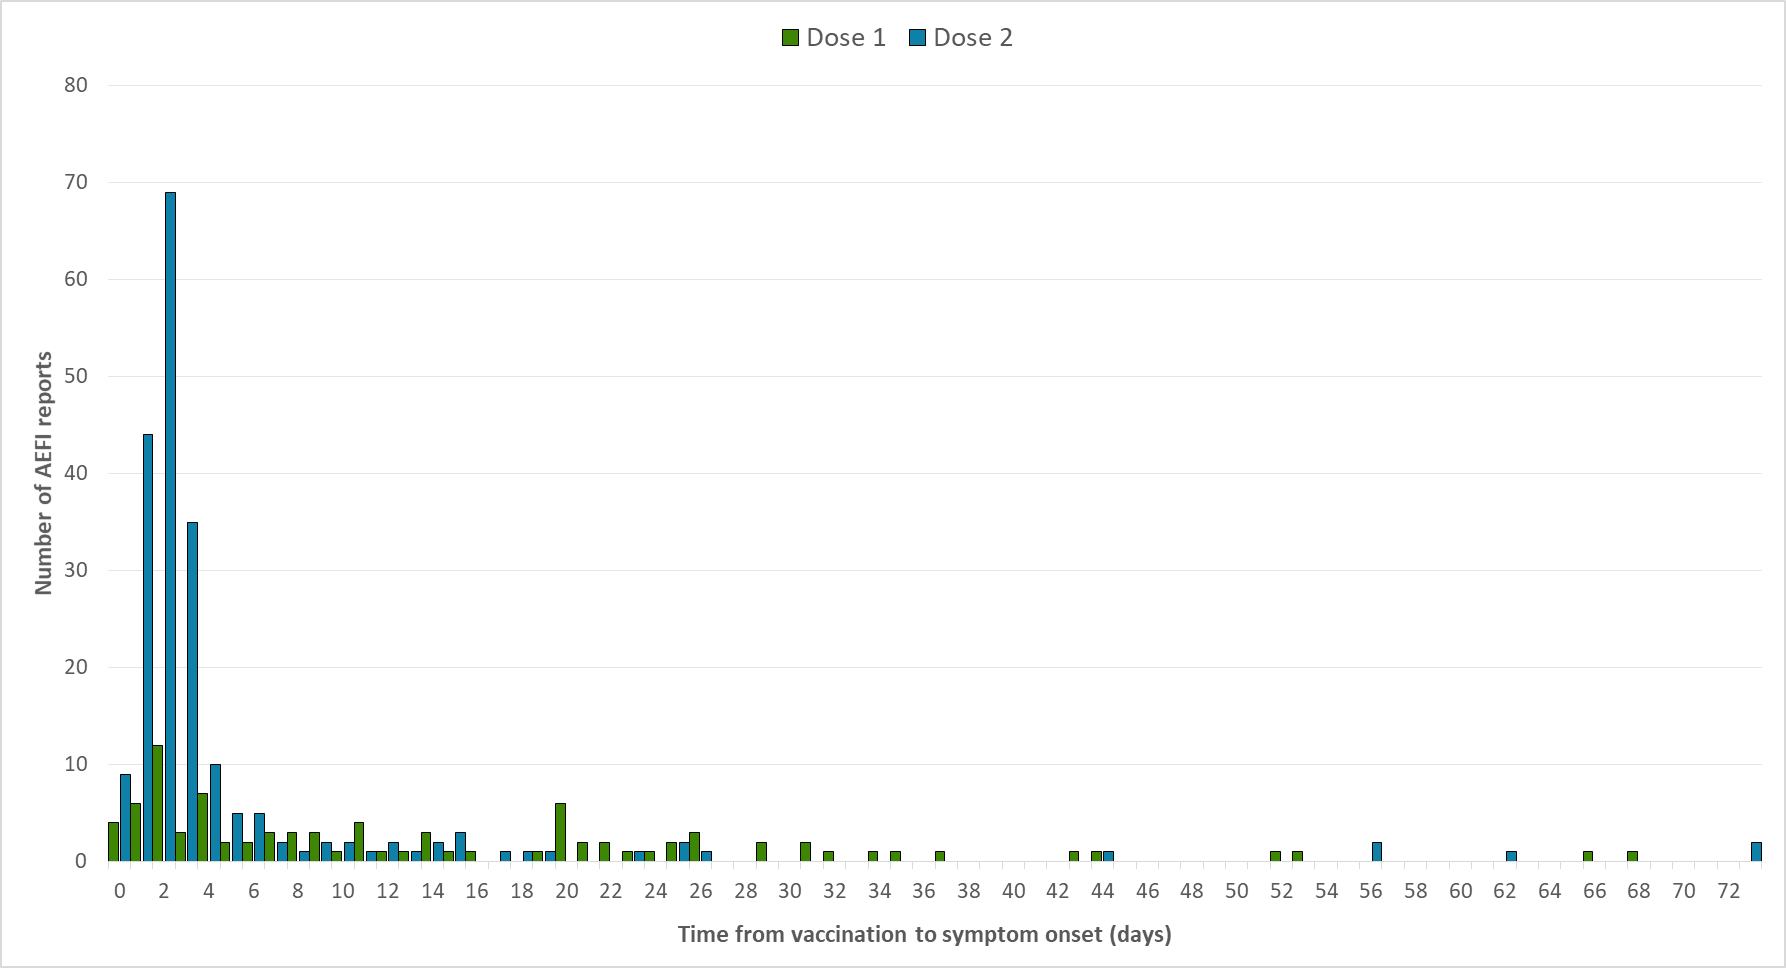 Dose 1 Dose 2
80
70
60
50
40
30
20
10
0
Number of AEFI reports
0 2 4 6 8 10 12 14 16 18 20 22 24 26 28 30 32 34 36 38 40 42 44 46 48 50 52 54 56 58 60 62 64 66 68 70 72
Time from vaccination to symptom onset (days)